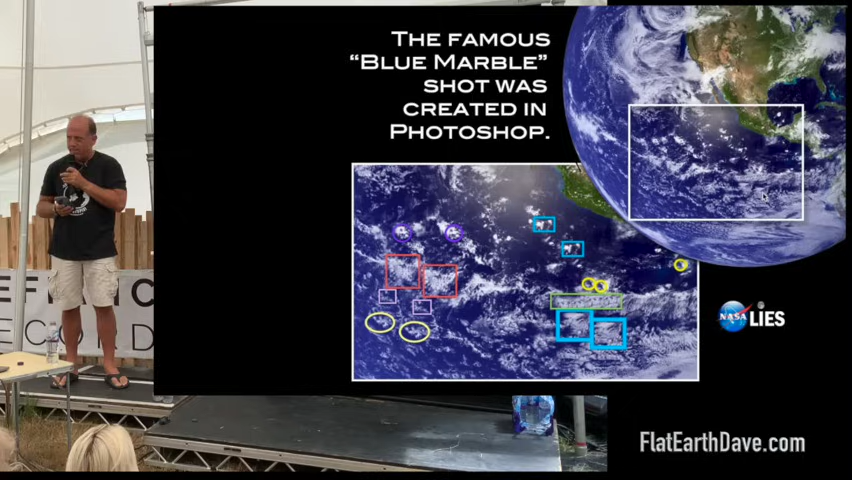 THE FAMOUS
"BLUE MARBLE"
SHOT WAS
CREATED IN
PHOTOSHOP.
NASA LIES
FlatEarthDave.com